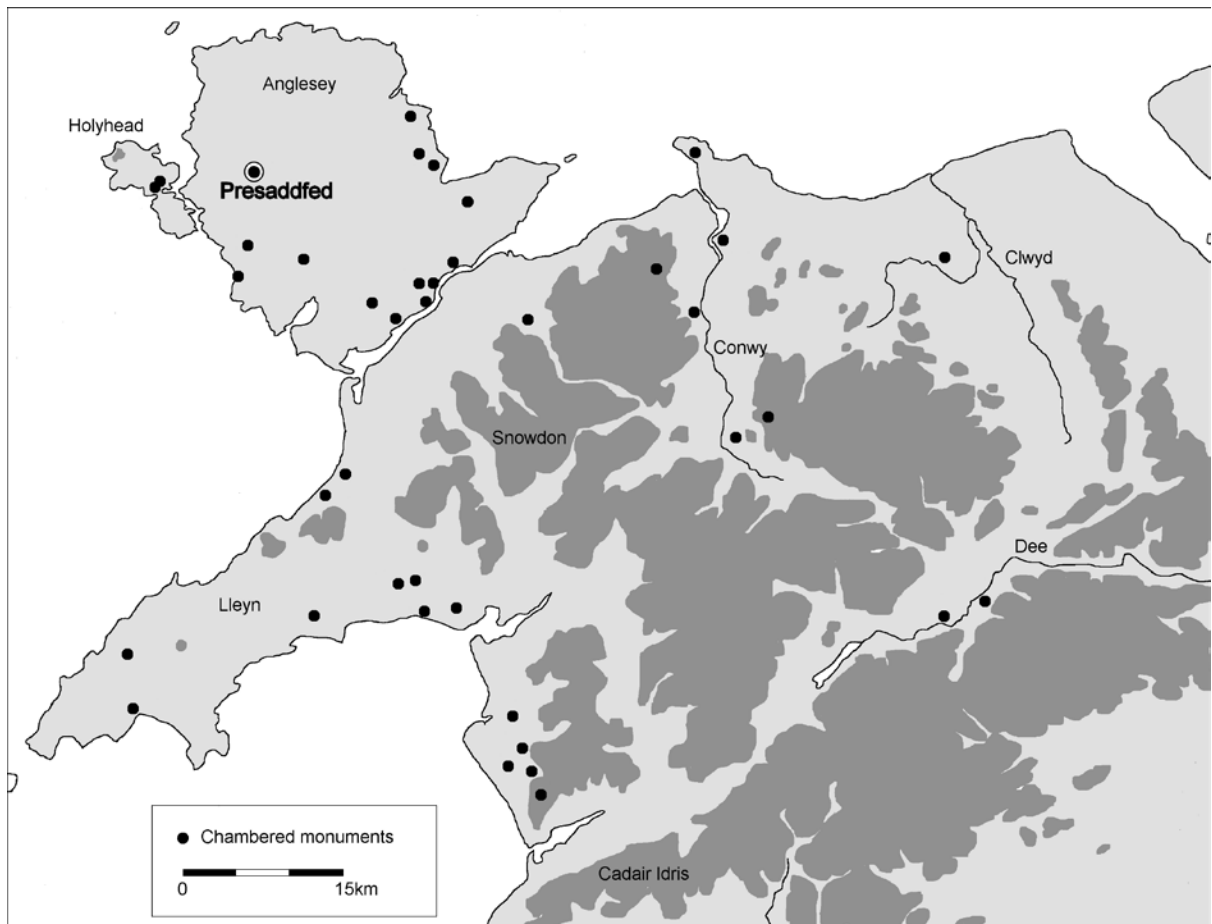 Anglesey
Holyhead
Presaddfed
Clwyd
Conwy
Snowdon
Dee
Lleyn
Chambered monuments
0 15km
Cadair Idris